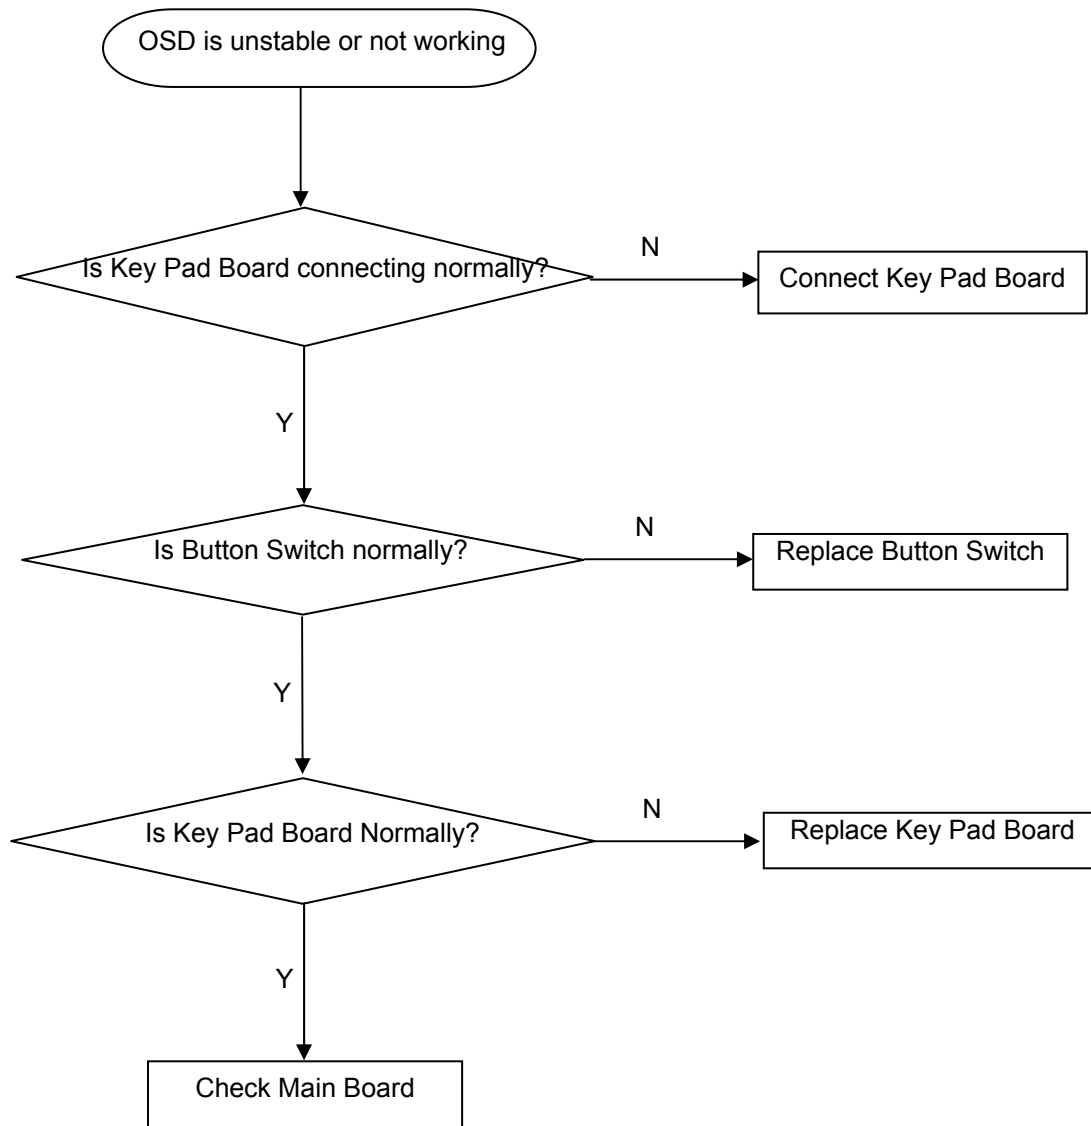 OSD is unstable or not working
Is Key Pad Board connecting normally?
N
Connect Key Pad Board
Y
Is Button Switch normally?
N
Replace Button Switch
Y
Is Key Pad Board Normally?
N
Replace Key Pad Board
Y
Check Main Board